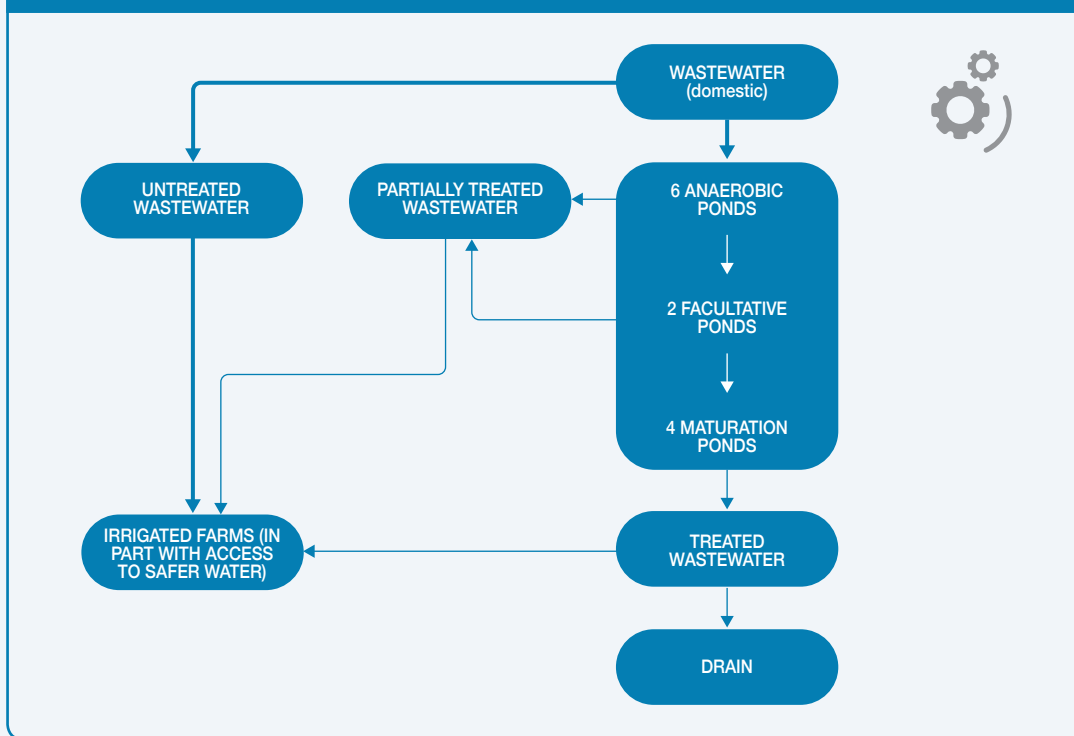 WASTEWATER
(domestic)
UNTREATED
WASTEWATER
PARTIALLY TREATED
WASTEWATER
6 ANAEROBIC
PONDS
2 FACULTATIVE
PONDS
4 MATURATION
PONDS
IRRIGATED FARMS (IN
PART WITH ACCESS
TO SAFER WATER)
TREATED
WASTEWATER
DRAIN